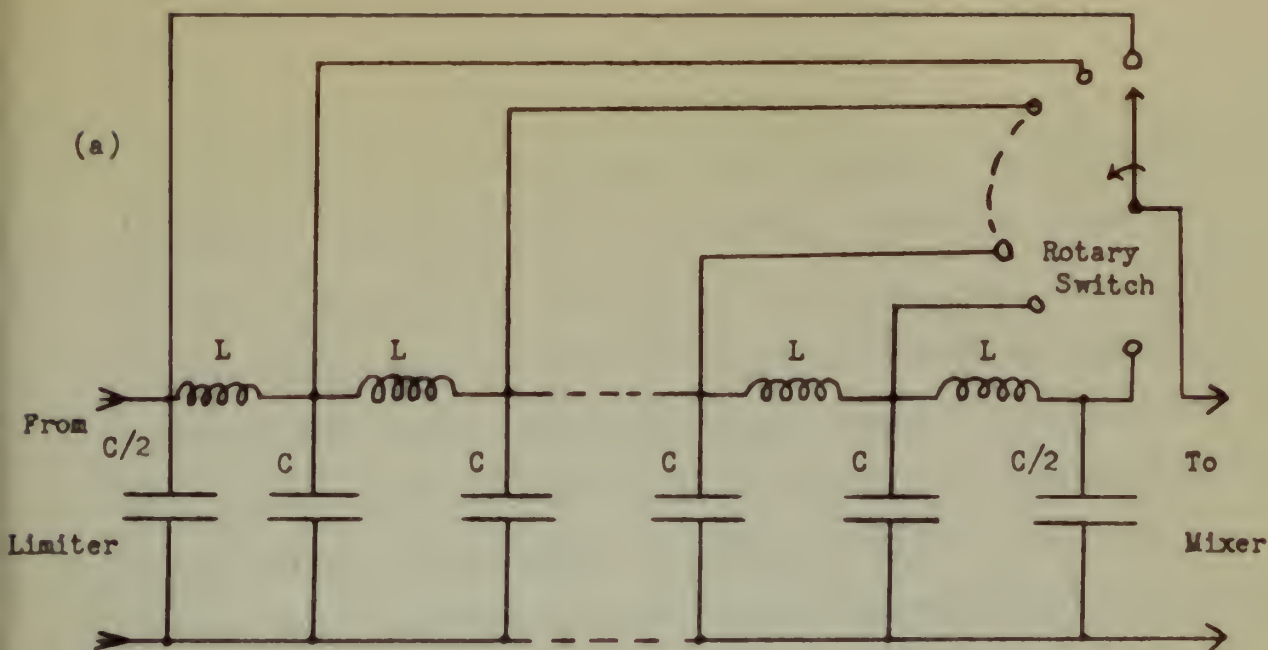 (a)
Rotary
Switch
L
L
L
L
From
C/2
C
C
C
C
C/2
To
Limiter
Mixer